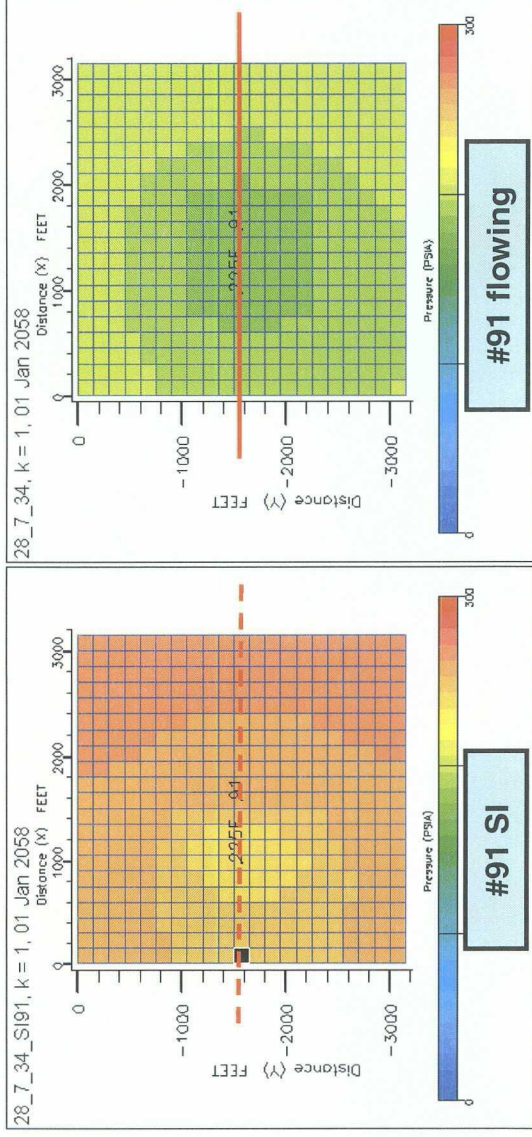 28_7_34_SI91, k = 1, 01 Jan 2058
Distance (X) FEET
0 1000 2000 3000
0
-1000
-2000
-3000
Distance (Y) FEET
91
Pressure (PSIA)
0 300
#91 SI
28_7_34, k = 1, 01 Jan 2058
Distance (X) FEET
0 1000 2000 3000
0
-1000
-2000
-3000
Distance (Y) FEET
91
Pressure (PSIA)
0 300
#91 flowing